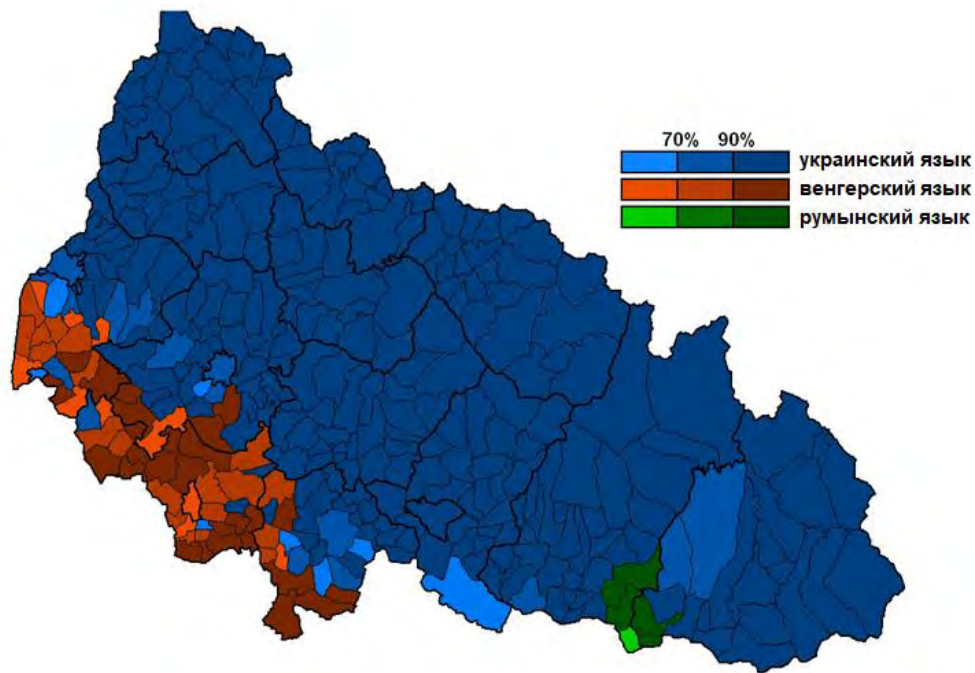 70% 90%
украинский язык
венгерский язык
румынский язык